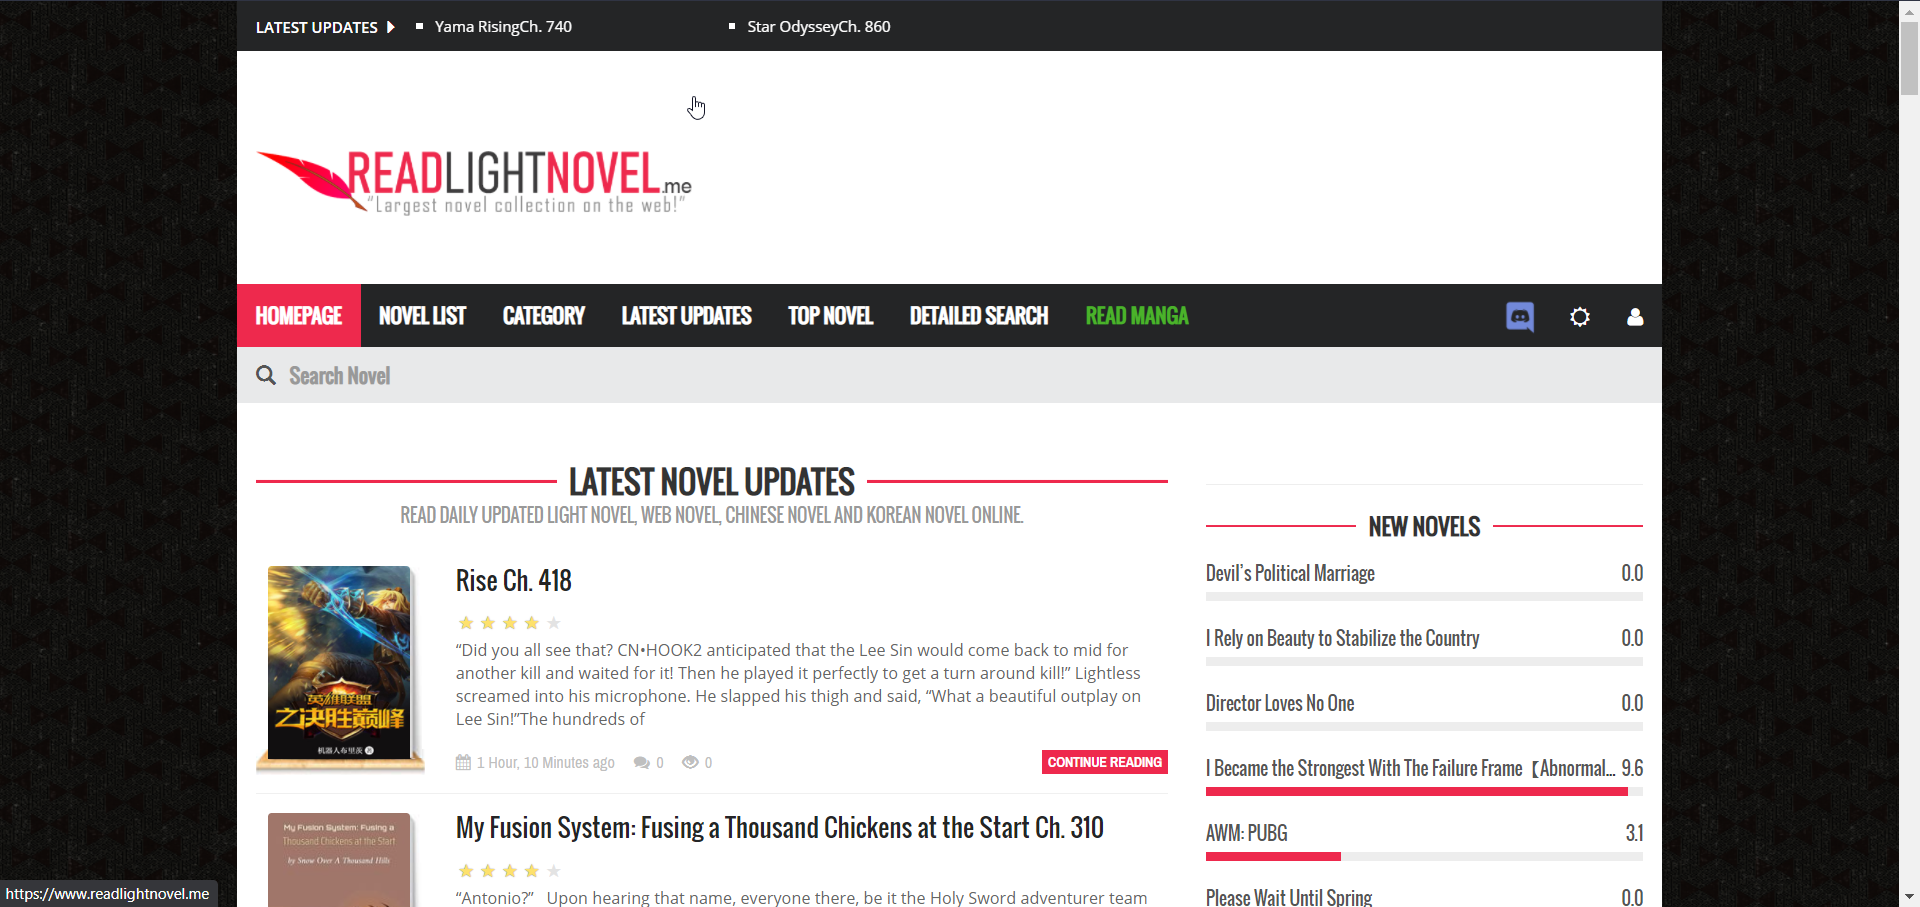 LATEST UPDATES
Yama RisingCh. 740
Star OdysseyCh. 860
READLIGHTNOVEL.me
“Largest novel collection on the web!”
HOMEPAGE
NOVEL LIST
CATEGORY
LATEST UPDATES
TOP NOVEL
DETAILED SEARCH
READ MANGA
Search Novel
LATEST NOVEL UPDATES
READ DAILY UPDATED LIGHT NOVEL, WEB NOVEL, CHINESE NOVEL AND KOREAN NOVEL ONLINE.
英雄联盟
之决胜巅峰
机器人布里茨 著
Rise Ch. 418
“Did you all see that? CN•HOOK2 anticipated that the Lee Sin would come back to mid for
another kill and waited for it! Then he played it perfectly to get a turn around kill!” Lightless
screamed into his microphone. He slapped his thigh and said, “What a beautiful outplay on
Lee Sin!”The hundreds of
1 Hour, 10 Minutes ago 0 0
CONTINUE READING
My Fusion System: Fusing a
Thousand Chickens at the Start
by Snow Over A Thousand Hills
My Fusion System: Fusing a Thousand Chickens at the Start Ch. 310
“Antonio?” Upon hearing that name, everyone there, be it the Holy Sword adventurer team
NEW NOVELS
Devil’s Political Marriage 0.0
I Rely on Beauty to Stabilize the Country 0.0
Director Loves No One 0.0
I Became the Strongest With The Failure Frame【Abnormal... 9.6
AWM: PUBG 3.1
Please Wait Until Spring 0.0
https://www.readlightnovel.me